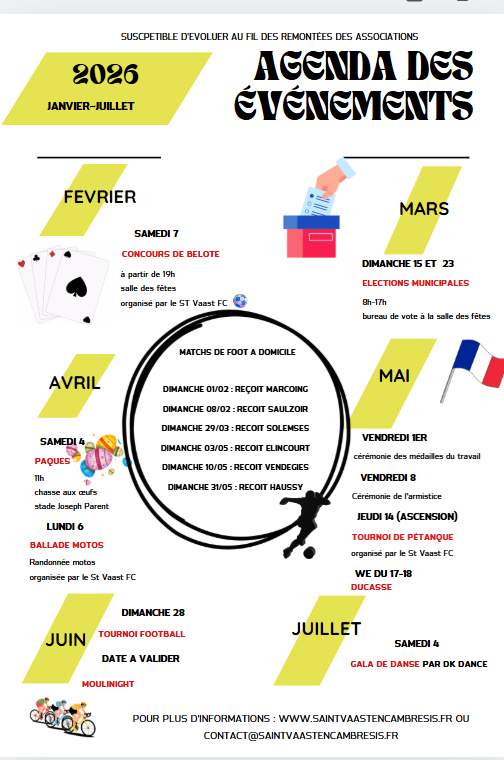 SUSCPETIBLE D'EVOLUER AU FIL DES REMONTÉES DES ASSOCIATIONS
2026
JANVIER-JUILLET
AGENDA DES
ÉVÉNEMENTS
FEVRIER
SAMEDI 7
CONCOURS DE BELOTE
à partir de 19h
salle des fêtes
organisé par le ST Vaast FC
MARS
DIMANCHE 15 ET 23
ELECTIONS MUNICIPALES
8h-17h
bureau de vote à la salle des fêtes
MATCHS DE FOOT A DOMICILE
DIMANCHE 01/02 : REÇOIT MARCOING
DIMANCHE 08/02 : RECOIT SAULZOIR
DIMANCHE 29/03 : RECOIT SOLEMSES
DIMANCHE 03/05 : RECOIT ELINCOURT
DIMANCHE 10/05 : RECOIT VENDEGIES
DIMANCHE 31/05 : RECOIT HAUSSY
AVRIL
SAMEDI 4
PAQUES
11h
chasse aux œufs
stade Joseph Parent
LUNDI 6
BALLADE MOTOS
Randonnée motos
organisée par le St Vaast FC
MAI
VENDREDI 1ER
cérémonie des médailles du travail
VENDREDI 8
Cérémonie de l'armistice
JEUDI 14 (ASCENSION)
TOURNOI DE PÉTANQUE
organisé par le St Vaast FC
WE DU 17-18
DUCASSE
JUIN
DIMANCHE 28
TOURNOI FOOTBALL
DATE A VALIDER
MOULINIGHT
JUILLET
SAMEDI 4
GALA DE DANSE PAR DK DANCE
POUR PLUS D'INFORMATIONS : WWW.SAINTVAASTENCAMBRESIS.FR OU
CONTACT@SAINTVAASTENCAMBRESIS.FR